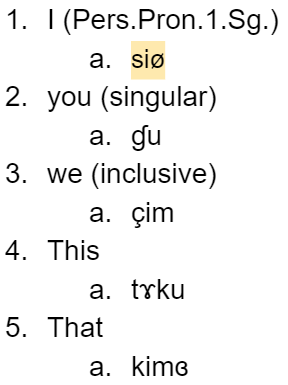 1. I (Pers.Pron.1.Sg.)
a. siø
2. you (singular)
a. ɠu
3. we (inclusive)
a. çim
4. This
a. tɤku
5. That
a. kimɞ